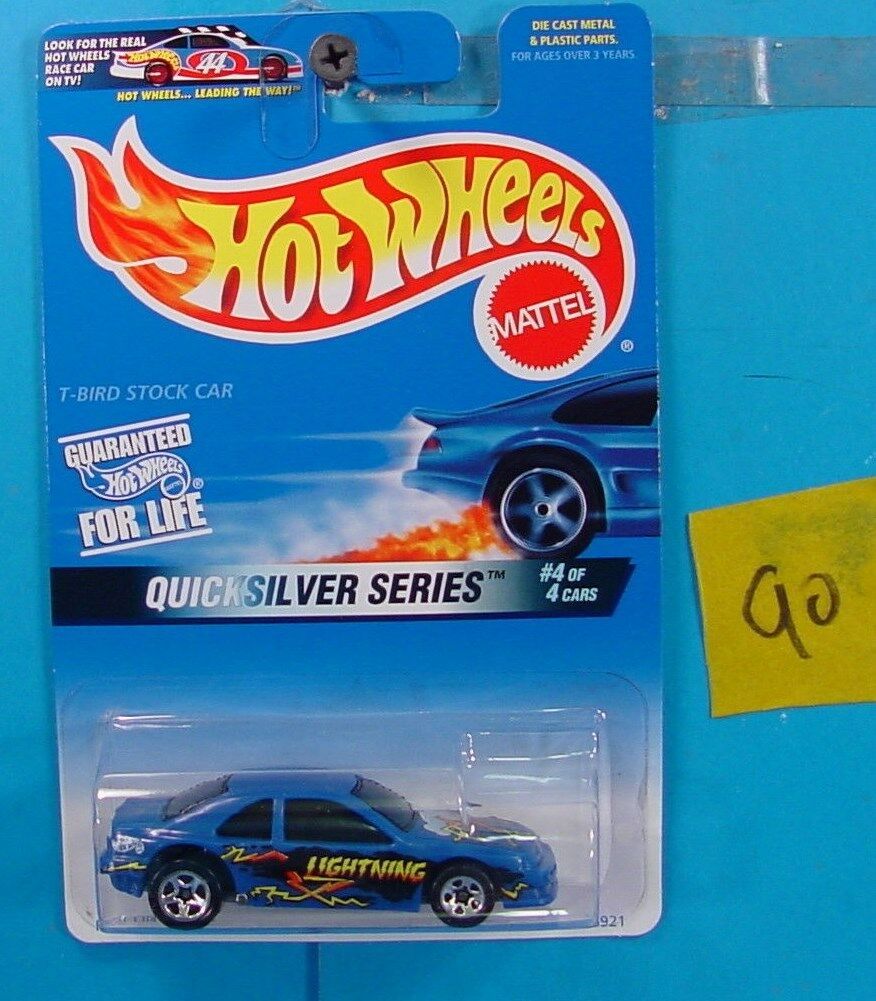 LOOK FOR THE REAL
HOT WHEELS
RACE CAR
ON TV!
44
HOT WHEELS... LEADING THE WAY!™
DIE CAST METAL
& PLASTIC PARTS.
FOR AGES OVER 3 YEARS.
HOT WHEELS
MATTEL
®
T-BIRD STOCK CAR
GUARANTEED
HOT WHEELS
®
FOR LIFE
QUICKSILVER SERIES™
#4 OF
4 CARS
90
LIGHTNING
921